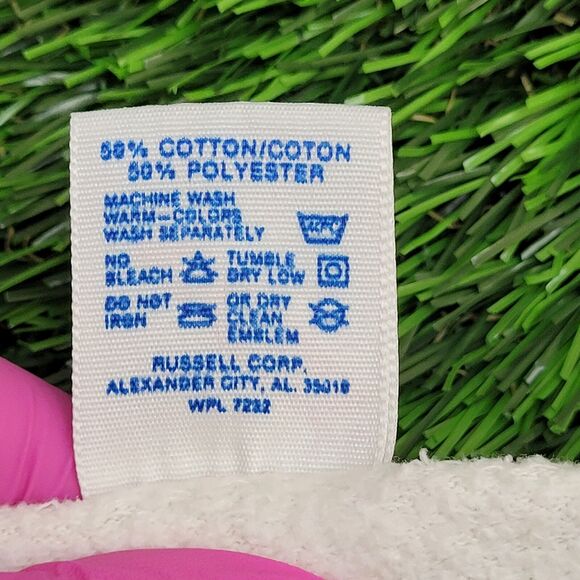 50% COTTON/COTON
50% POLYESTER
MACHINE WASH
WARM-COLORS
WASH SEPARATELY
NO
BLEACH
TUMBLE
DRY LOW
DO NOT
IRON
OR DRY
CLEAN
EMBLEM
RUSSELL CORP.
ALEXANDER CITY, AL. 35010
WPL 7282